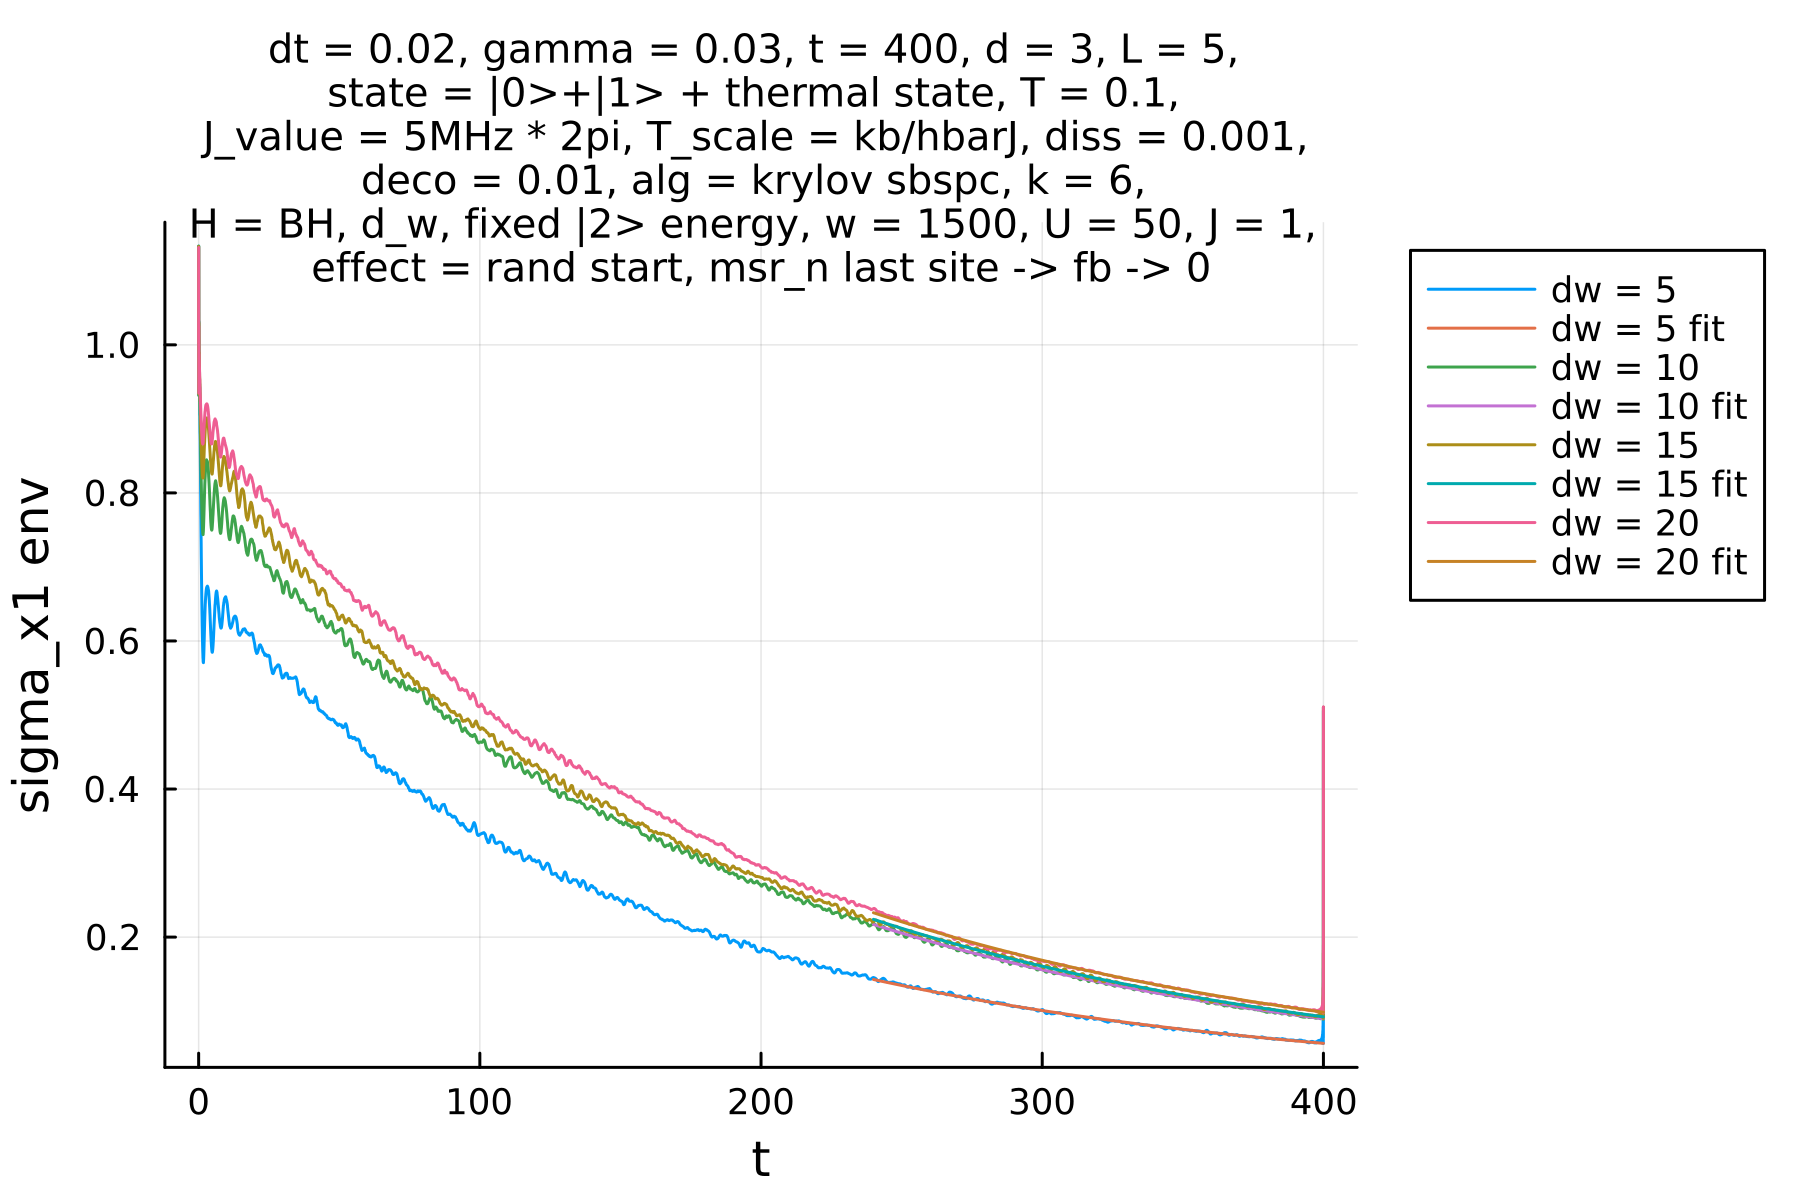 dt = 0.02, gamma = 0.03, t = 400, d = 3, L = 5,
state = |0>+|1> + thermal state, T = 0.1,
J_value = 5MHz * 2pi, T_scale = kb/hbarJ, diss = 0.001,
deco = 0.01, alg = krylov sbspc, k = 6,
H = BH, d_w, fixed |2> energy, w = 1500, U = 50, J = 1,
effect = rand start, msr_n last site -> fb -> 0
sigma_x1 env
1.0
0.8
0.6
0.4
0.2
0
100
200
300
400
t
dw = 5
dw = 5 fit
dw = 10
dw = 10 fit
dw = 15
dw = 15 fit
dw = 20
dw = 20 fit